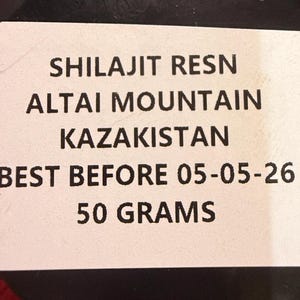 SHILAJIT RESN
ALTAI MOUNTAIN
KAZAKISTAN
BEST BEFORE 05-05-26
50 GRAMS